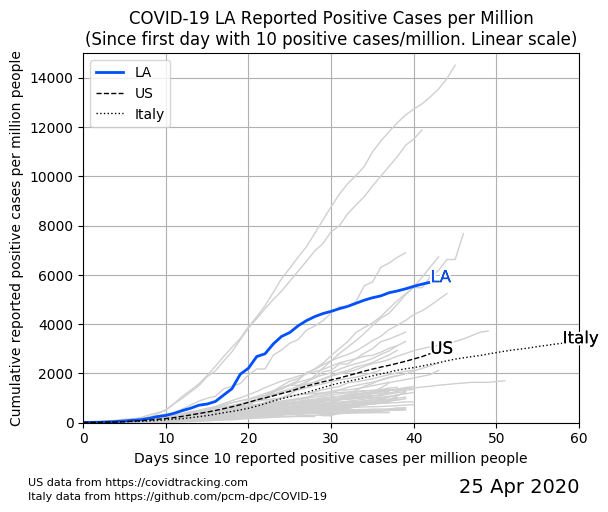 COVID-19 LA Reported Positive Cases per Million
(Since first day with 10 positive cases/million. Linear scale)
Cumulative reported positive cases per million people
14000
12000
10000
8000
6000
4000
2000
0
LA
US
Italy
LA
US
Italy
0 10 20 30 40 50 60
Days since 10 reported positive cases per million people
US data from https://covidtracking.com
Italy data from https://github.com/pcm-dpc/COVID-19
25 Apr 2020